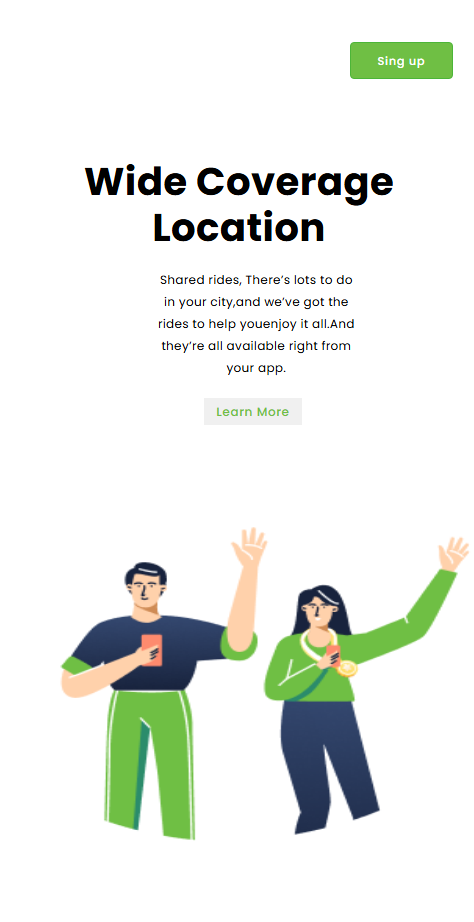 Sing up
Wide Coverage
Location
Shared rides, There’s lots to do
in your city,and we’ve got the
rides to help youenjoy it all.And
they’re all available right from
your app.
Learn More